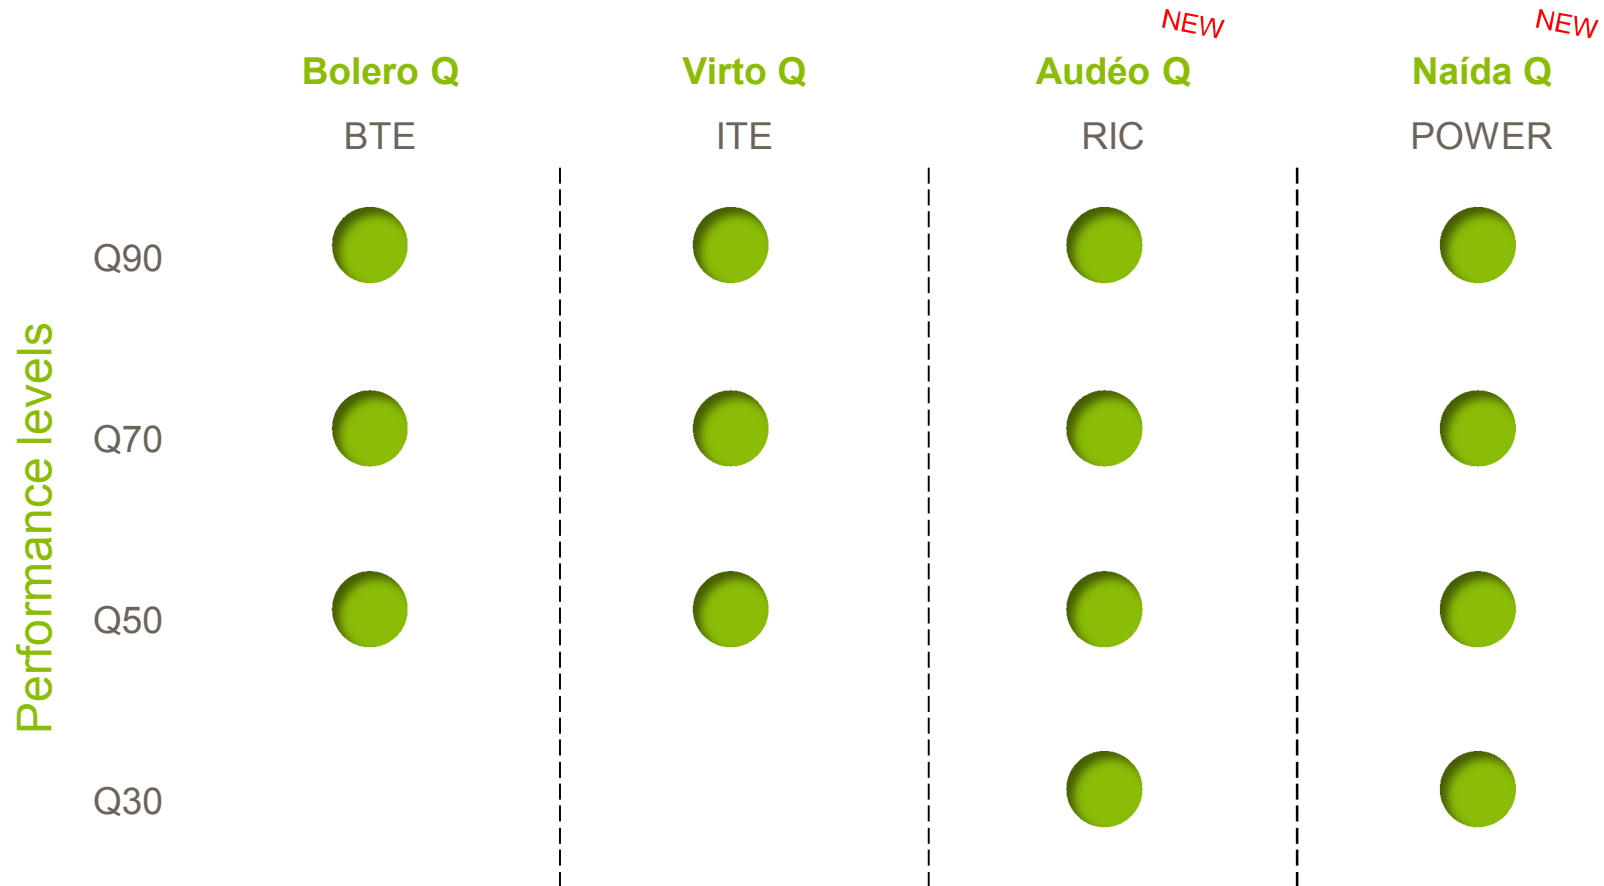 NEW
NEW
Bolero Q
Virto Q
Audéo Q
Naída Q
BTE
ITE
RIC
POWER
Performance levels
Q90
Q70
Q50
Q30